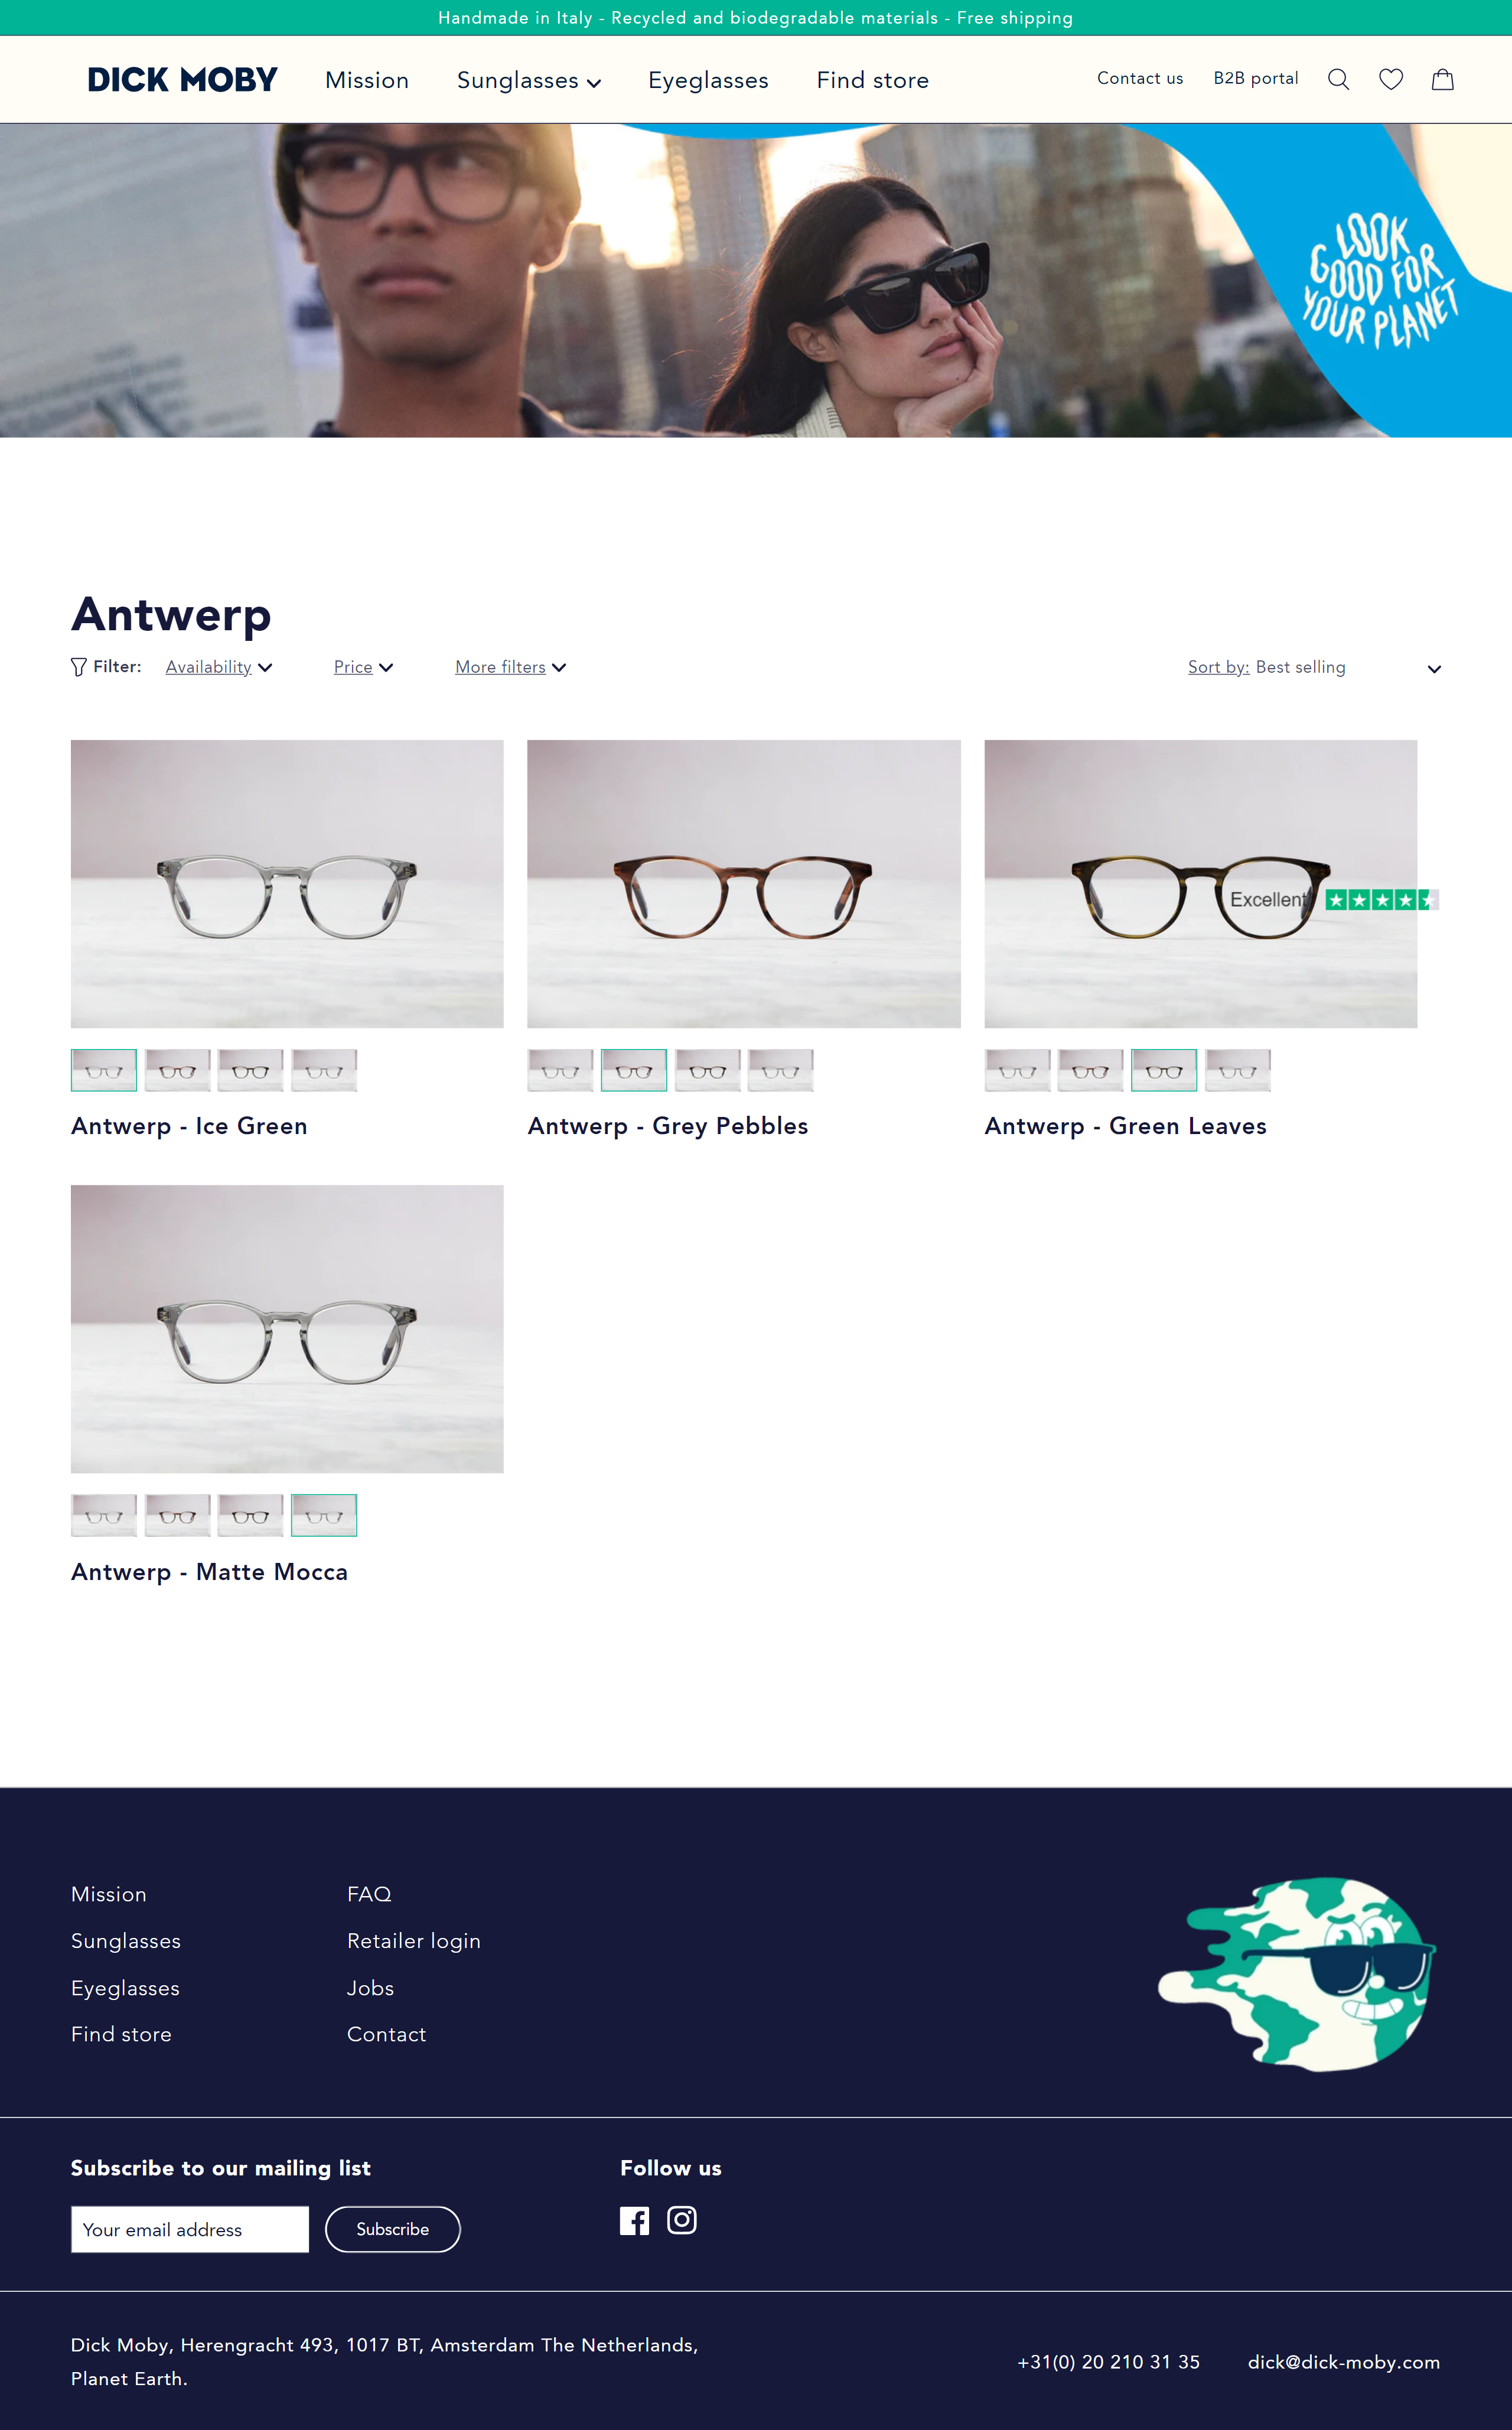 Handmade in Italy - Recycled and biodegradable materials - Free shipping
DICK MOBY
Mission
Sunglasses
Eyeglasses
Find store
Contact us
B2B portal
LOOK
GOOD FOR
YOUR PLANET
Antwerp
Filter:
Availability
Price
More filters
Sort by: Best selling
Excellent
Antwerp - Ice Green
Antwerp - Grey Pebbles
Antwerp - Green Leaves
Antwerp - Matte Mocca
Mission
Sunglasses
Eyeglasses
Find store
FAQ
Retailer login
Jobs
Contact
Subscribe to our mailing list
Your email address
Subscribe
Follow us
Dick Moby, Herengracht 493, 1017 BT, Amsterdam The Netherlands,
Planet Earth.
+31(0) 20 210 31 35
dick@dick-moby.com